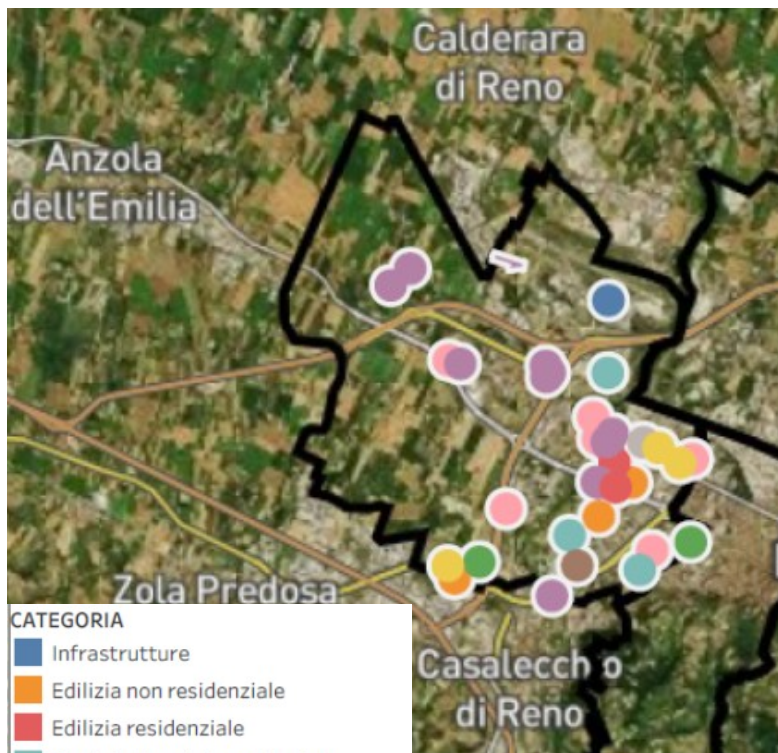 Calderara
di Reno
Anzola
dell'Emilia
Zola Predosa
Casalecchio
di Reno
CATEGORIA
Infrastrutture
Edilizia non residenziale
Edilizia residenziale